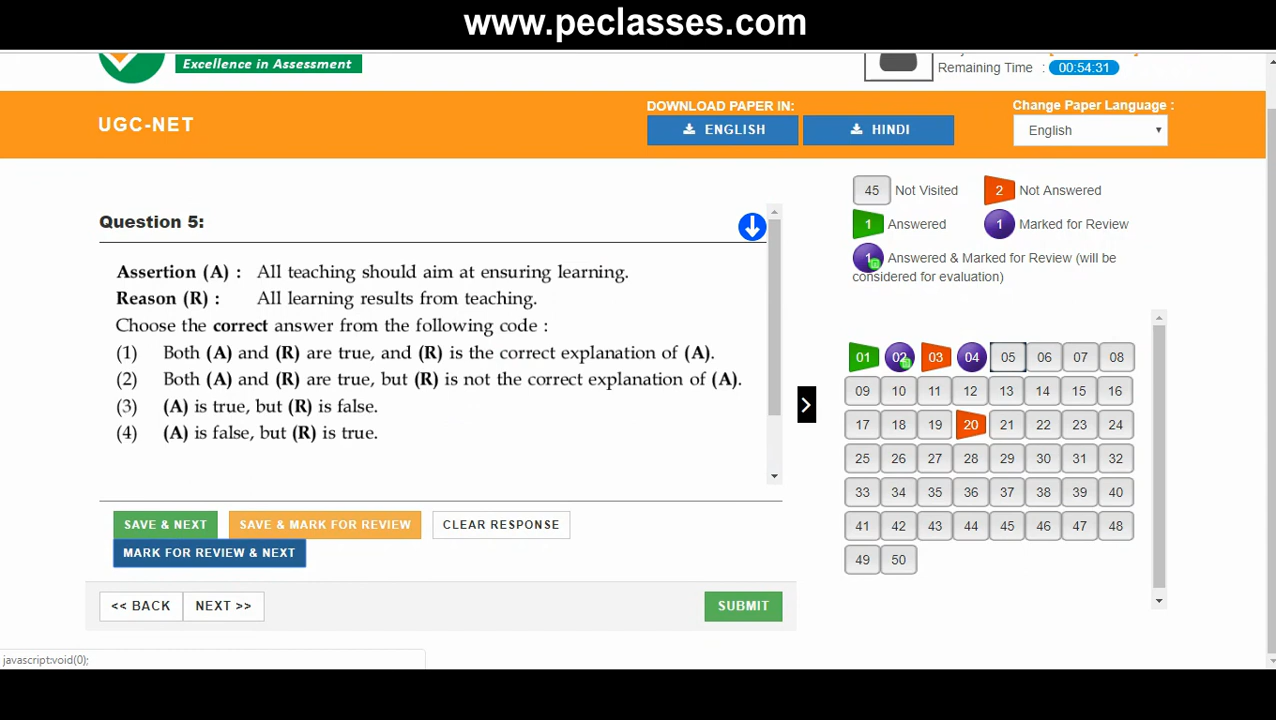 www.peclasses.com
Excellence in Assessment
Remaining Time : 00:54:31
UGC-NET
DOWNLOAD PAPER IN:
ENGLISH
HINDI
Change Paper Language :
English
45 Not Visited
2 Not Answered
1 Answered
1 Marked for Review
1 Answered & Marked for Review (will be
considered for evaluation)
Question 5:
Assertion (A) : All teaching should aim at ensuring learning.
Reason (R) : All learning results from teaching.
Choose the correct answer from the following code :
(1) Both (A) and (R) are true, and (R) is the correct explanation of (A).
(2) Both (A) and (R) are true, but (R) is not the correct explanation of (A).
(3) (A) is true, but (R) is false.
(4) (A) is false, but (R) is true.
SAVE & NEXT
SAVE & MARK FOR REVIEW
CLEAR RESPONSE
MARK FOR REVIEW & NEXT
<< BACK
NEXT >>
SUBMIT
01 02 03 04 05 06 07 08
09 10 11 12 13 14 15 16
17 18 19 20 21 22 23 24
25 26 27 28 29 30 31 32
33 34 35 36 37 38 39 40
41 42 43 44 45 46 47 48
49 50
javascript:void(0);